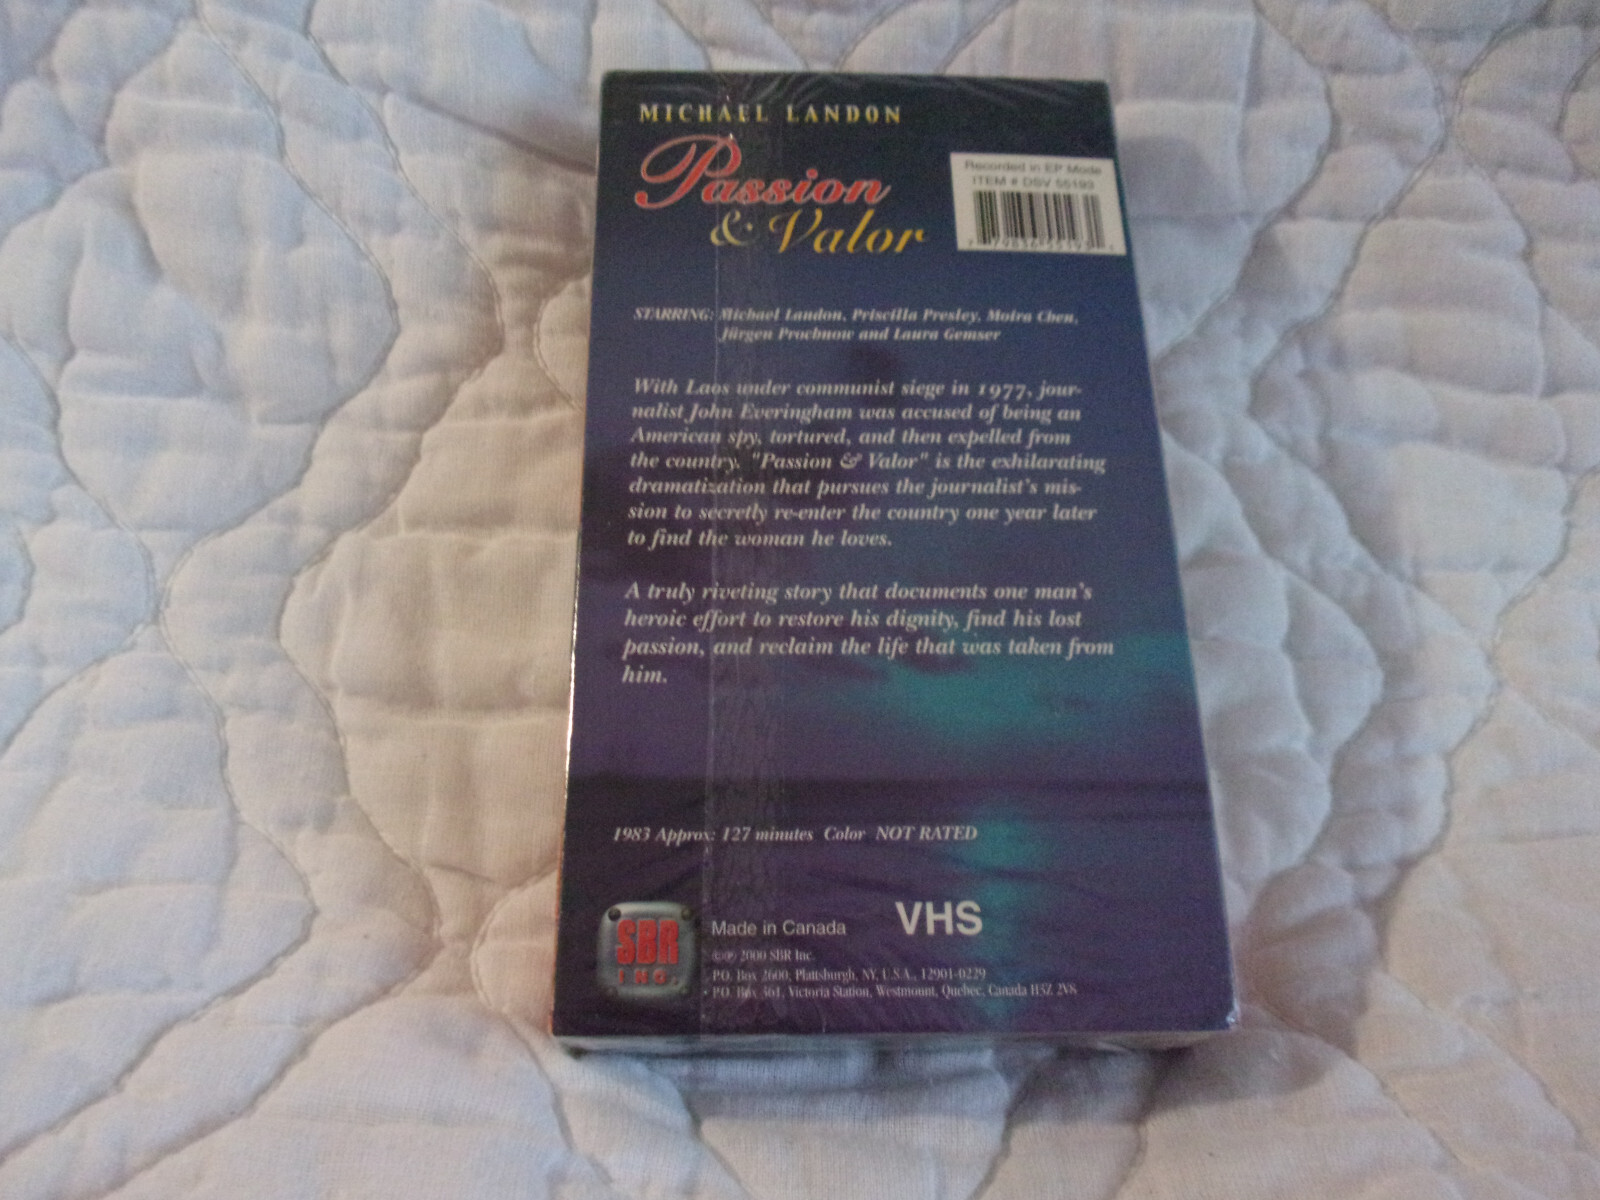 MICHAEL LANDON
Passion
& Valor
Recorded in EP Mode
ITEM # DSV 55193
STARRING: Michael Landon, Priscilla Presley, Moira Chen,
Jürgen Prochnow and Laura Gemser
With Laos under communist siege in 1977, jour-
nalist John Everingham was accused of being an
American spy, tortured, and then expelled from
the country. "Passion & Valor" is the exhilarating
dramatization that pursues the journalist's mis-
sion to secretly re-enter the country one year later
to find the woman he loves.
A truly riveting story that documents one man's
heroic effort to restore his dignity, find his lost
passion, and reclaim the life that was taken from
him.
1983 Approx: 127 minutes Color NOT RATED
SBR
INC.
Made in Canada
VHS
©℗ 2000 SBR Inc.
P.O. Box 2600, Plattsburgh, NY, U.S.A., 12901-0229
• P.O. Box 561, Victoria Station, Westmount, Quebec, Canada H3Z 2V8